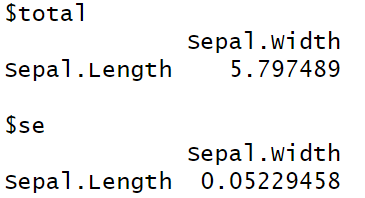 $total
Sepal.Width
Sepal.Length 5.797489
$se
Sepal.Width
Sepal.Length 0.05229458